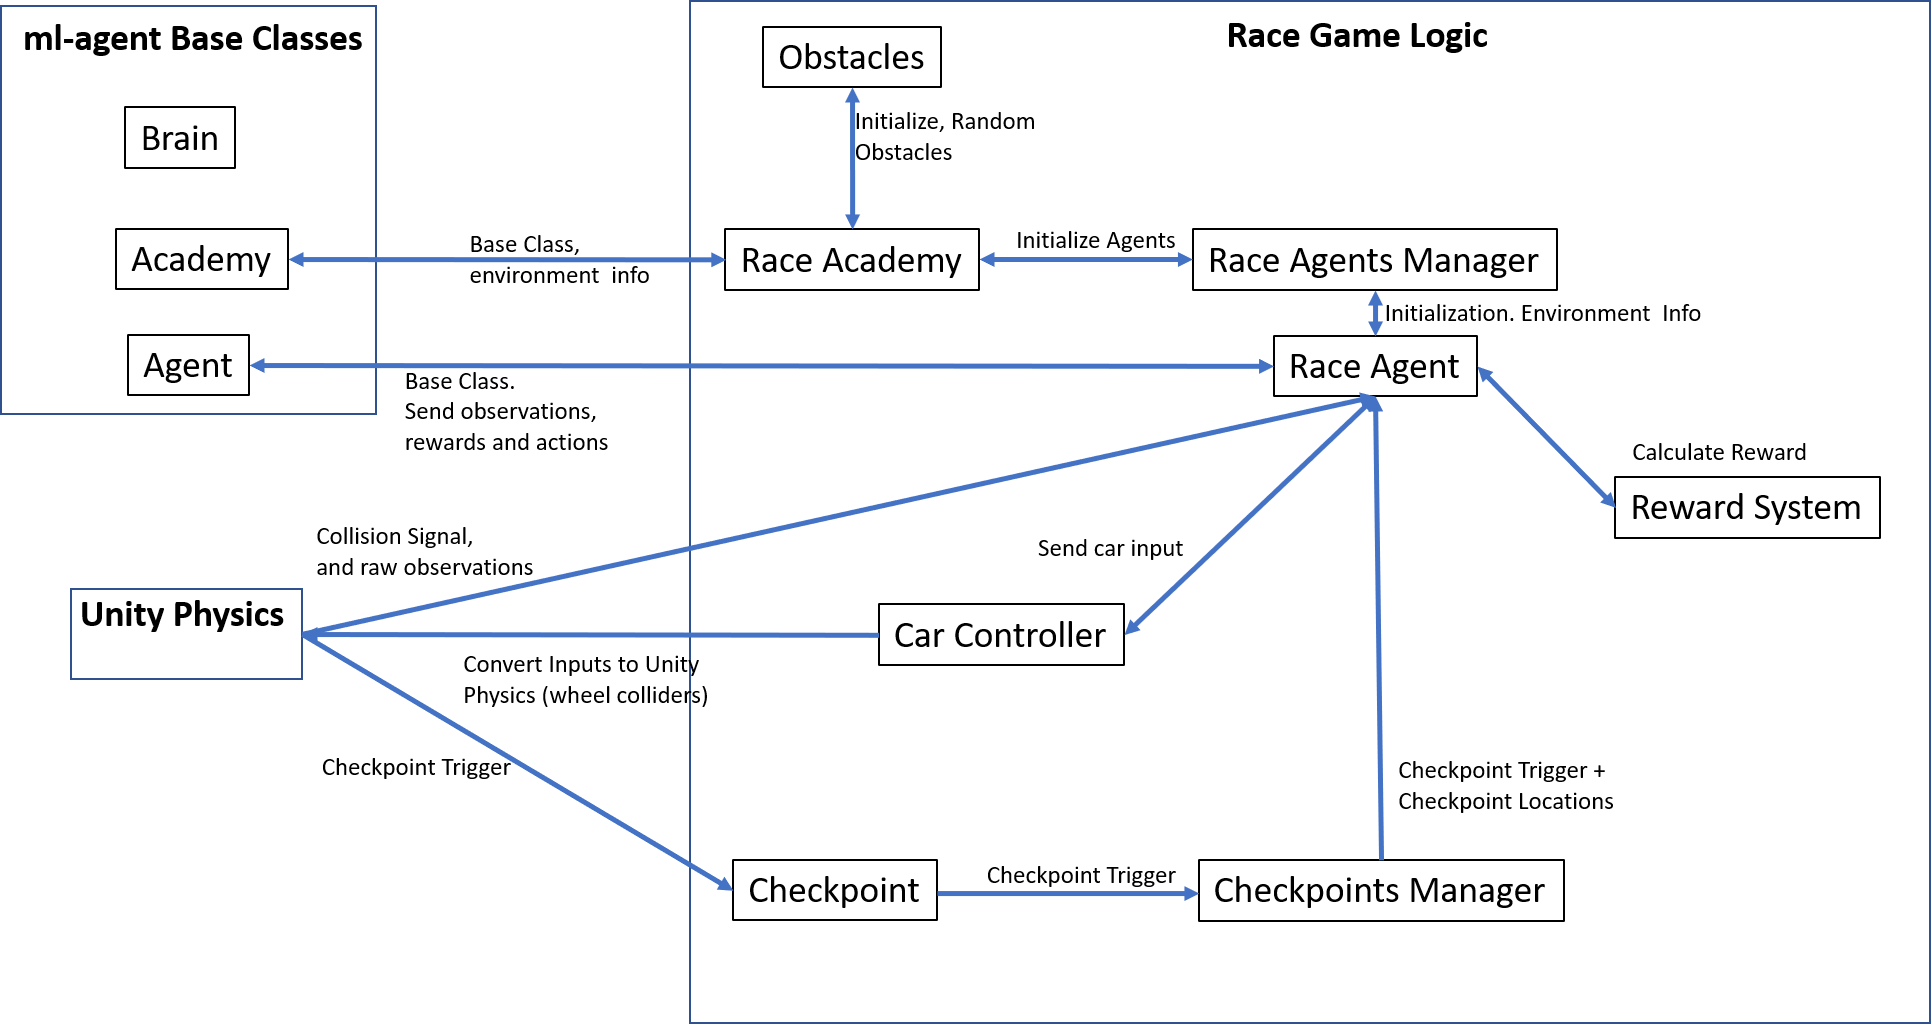 ml-agent Base Classes
Brain
Academy
Agent
Race Game Logic
Obstacles
Initialize, Random
Obstacles
Base Class,
environment  info
Race Academy
Initialize Agents
Race Agents Manager
Initialization. Environment  Info
Race Agent
Base Class.
Send observations,
rewards and actions
Calculate Reward
Reward System
Collision Signal,
and raw observations
Send car input
Unity Physics
Car Controller
Convert Inputs to Unity
Physics (wheel colliders)
Checkpoint Trigger
Checkpoint Trigger +
Checkpoint Locations
Checkpoint
Checkpoint Trigger
Checkpoints Manager